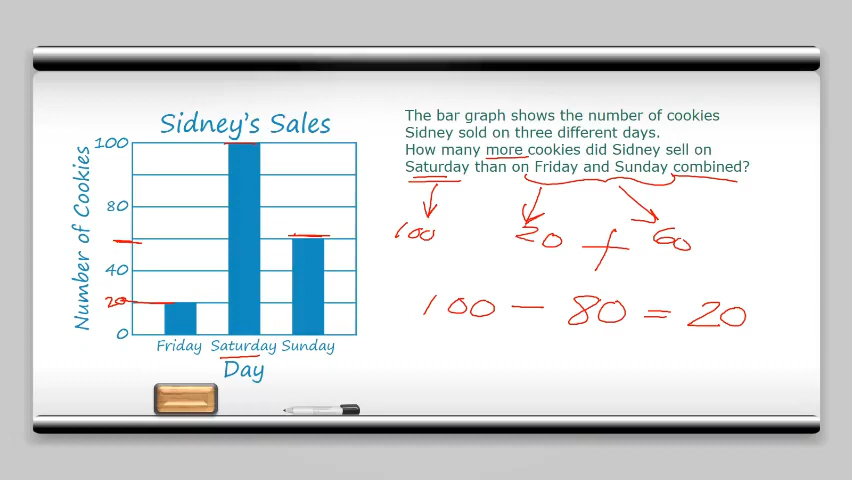 Sidney's Sales
Number of Cookies
100
80
40
20
0
Friday Saturday Sunday
Day
The bar graph shows the number of cookies
Sidney sold on three different days.
How many more cookies did Sidney sell on
Saturday than on Friday and Sunday combined?
100 20 + 60
100 - 80 = 20